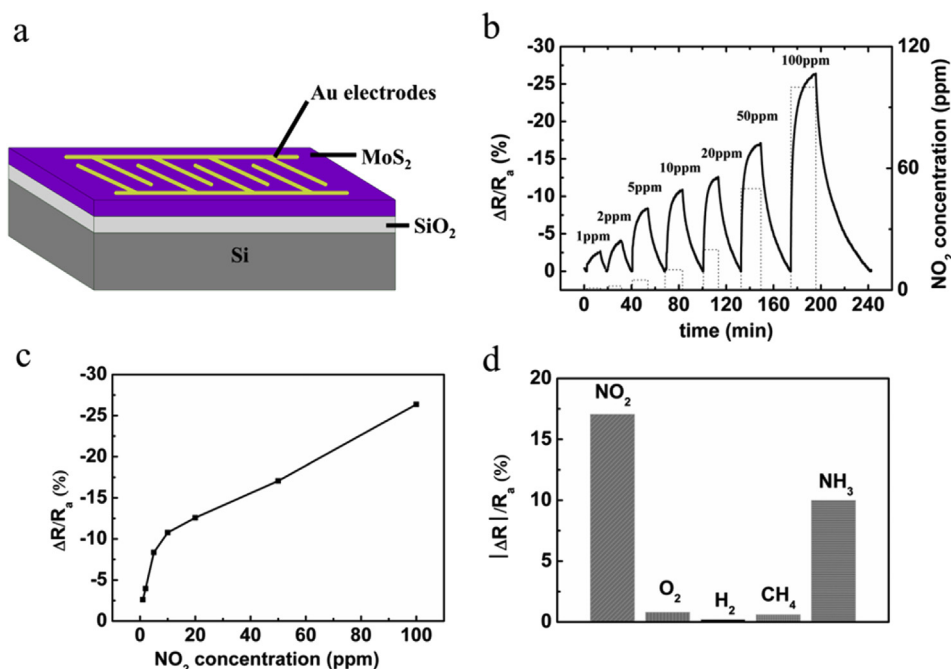 a
Au electrodes
MoS₂
SiO₂
Si
b
-30
-25
-20
-15
-10
-5
0
ΔR/Rₐ (%)
1ppm
2ppm
5ppm
10ppm
20ppm
50ppm
100ppm
120
60
0
NO₂ concentration (ppm)
0 40 80 120 160 200 240
time (min)
c
-30
-25
-20
-15
-10
-5
0
ΔR/Rₐ (%)
0 20 40 60 80 100
NO₂ concentration (ppm)
d
20
15
10
5
0
|ΔR|/Rₐ (%)
NO₂
O₂
H₂
CH₄
NH₃